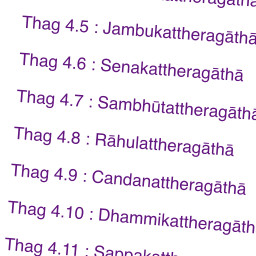 Thag 4.5 : Jambukattheragāthā
Thag 4.6 : Senakattheragāthā
Thag 4.7 : Sambhūtattheragāthā
Thag 4.8 : Rāhulattheragāthā
Thag 4.9 : Candanattheragāthā
Thag 4.10 : Dhammikattheragāth
Thag 4.11 :